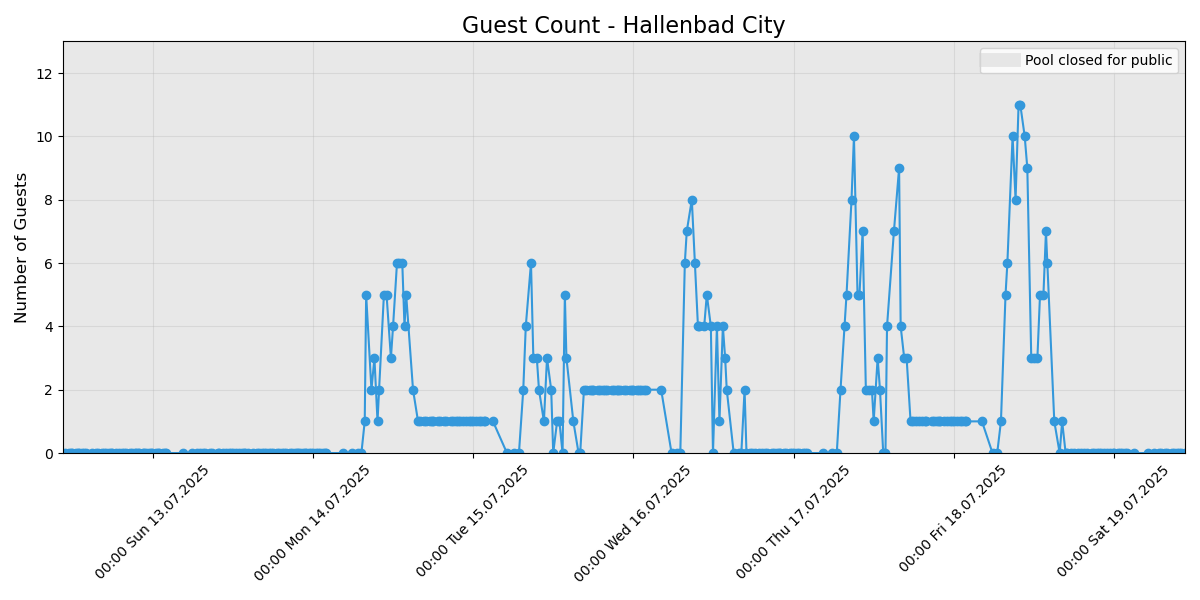 Guest Count - Hallenbad City
Pool closed for public
Number of Guests
12
10
8
6
4
2
0
00:00 Sun 13.07.2025
00:00 Mon 14.07.2025
00:00 Tue 15.07.2025
00:00 Wed 16.07.2025
00:00 Thu 17.07.2025
00:00 Fri 18.07.2025
00:00 Sat 19.07.2025